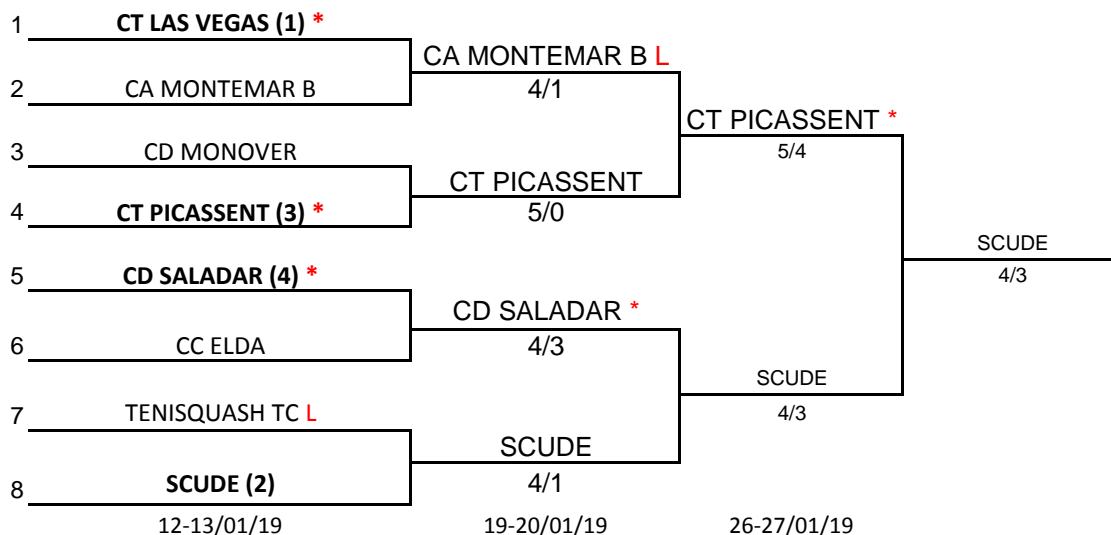 1 CT LAS VEGAS (1) *
2 CA MONTEMAR B
3 CD MONOVER
4 CT PICASSENT (3) *
5 CD SALADAR (4) *
6 CC ELDA
7 TENISQUASH TC L
8 SCUDE (2)
12-13/01/19
CA MONTEMAR B L
4/1
CT PICASSENT
5/0
CD SALADAR *
4/3
SCUDE
4/1
19-20/01/19
CT PICASSENT *
5/4
SCUDE
4/3
26-27/01/19
SCUDE
4/3